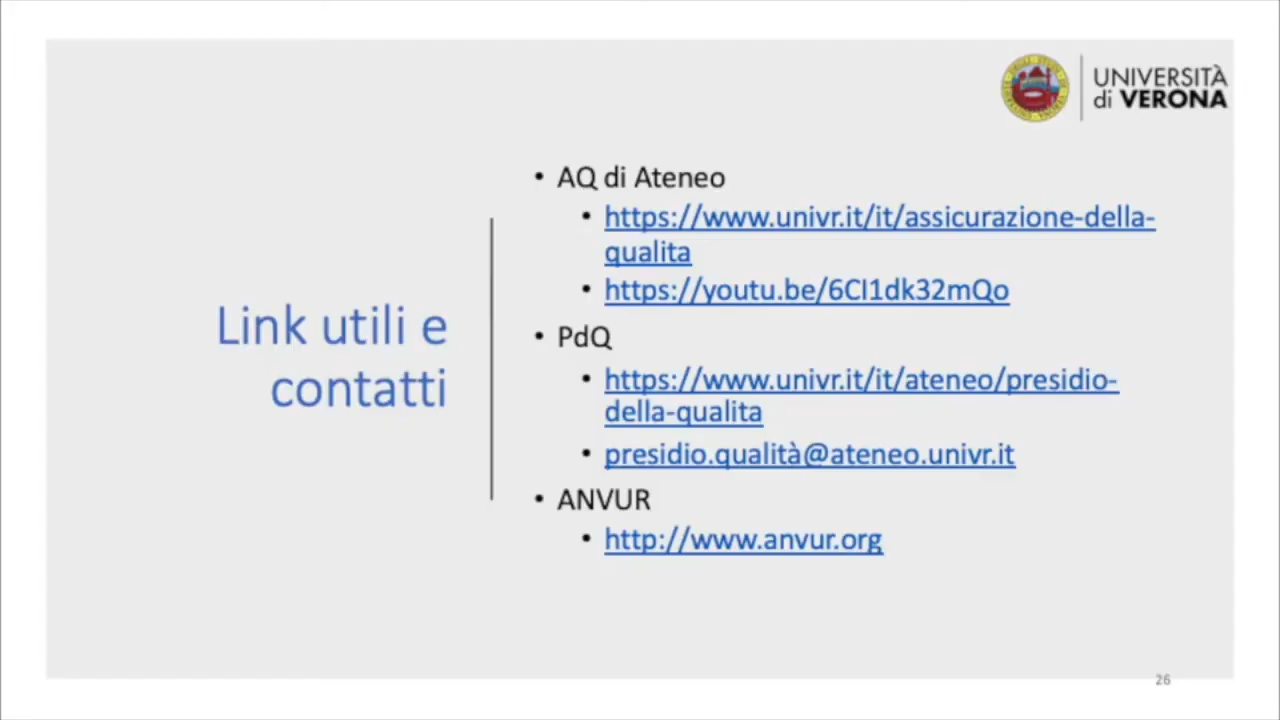 UNIVERSITÀ
di VERONA
Link utili e
contatti
• AQ di Ateneo
• https://www.univr.it/it/assicurazione-della-
qualita
• https://youtu.be/6CI1dk32mQo
• PdQ
• https://www.univr.it/it/ateneo/presidio-
della-qualita
• presidio.qualità@ateneo.univr.it
• ANVUR
• http://www.anvur.org
26